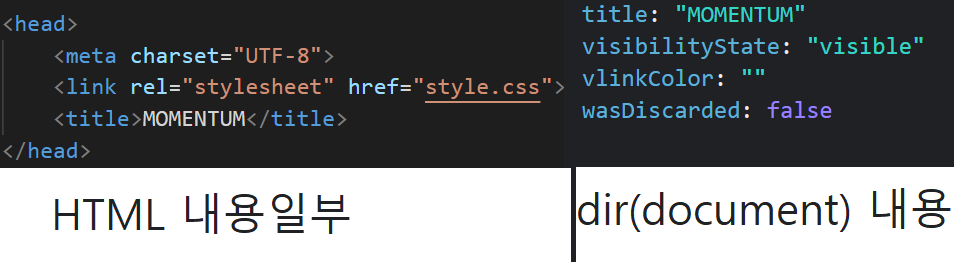 <head>
<meta charset="UTF-8">
<link rel="stylesheet" href="style.css">
<title>MOMENTUM</title>
</head>
HTML 내용일부
title: "MOMENTUM"
visibilityState: "visible"
vlinkColor: ""
wasDiscarded: false
dir(document) 내용